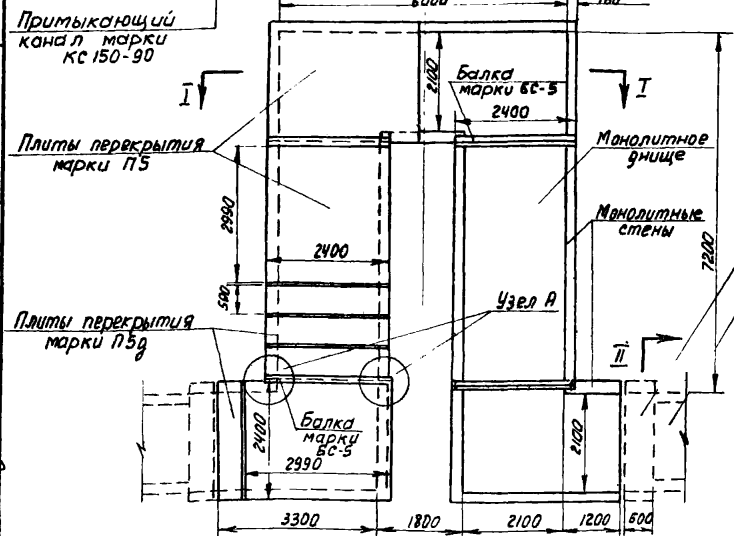 6000
Примыкающий
канал марки
КС 150-90
I
2100
Балка
марки БС-5
2400
I
Плиты перекрытия
марки П5
Монолитное
днище
2990
Монолитные
стены
2400
7200
500
Узел А
Плиты перекрытия
марки П5д
II
2400
Балка
марки
БС-5
2990
2100
3300
1800
2100
1200
600